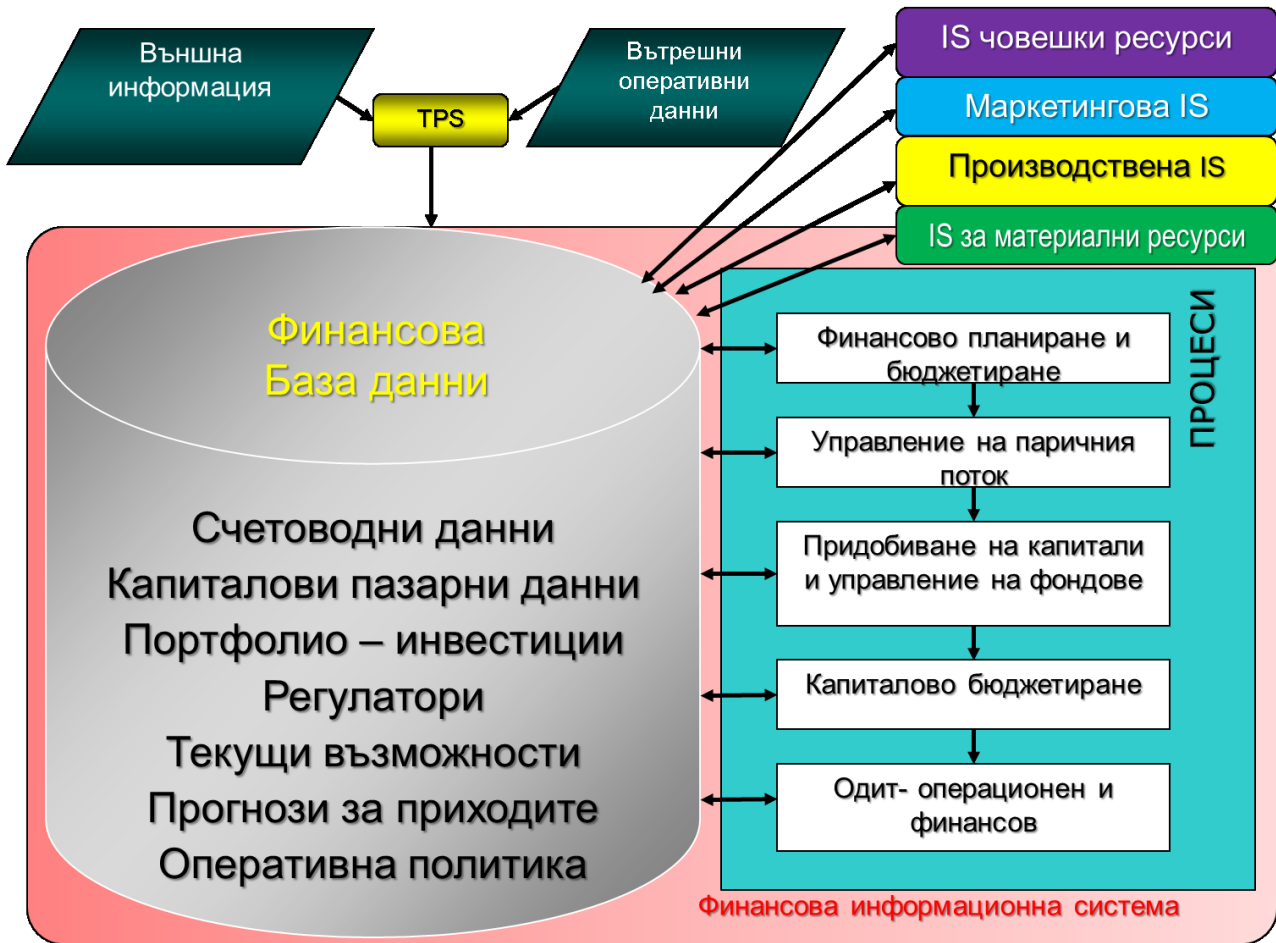 Външна
информация
TPS
Вътрешни
оперативни
данни
IS човешки ресурси
Маркетингова IS
Производствена IS
IS за материални ресурси
Финансова
База данни
Счетоводни данни
Капиталови пазарни данни
Портфолио – инвестиции
Регулатори
Текущи възможности
Прогнози за приходите
Оперативна политика
ПРОЦЕСИ
Финансово планиране и
бюджетиране
Управление на паричния
поток
Придобиване на капитали
и управление на фондове
Капиталово бюджетиране
Одит- операционен и
финансов
Финансова информационна система